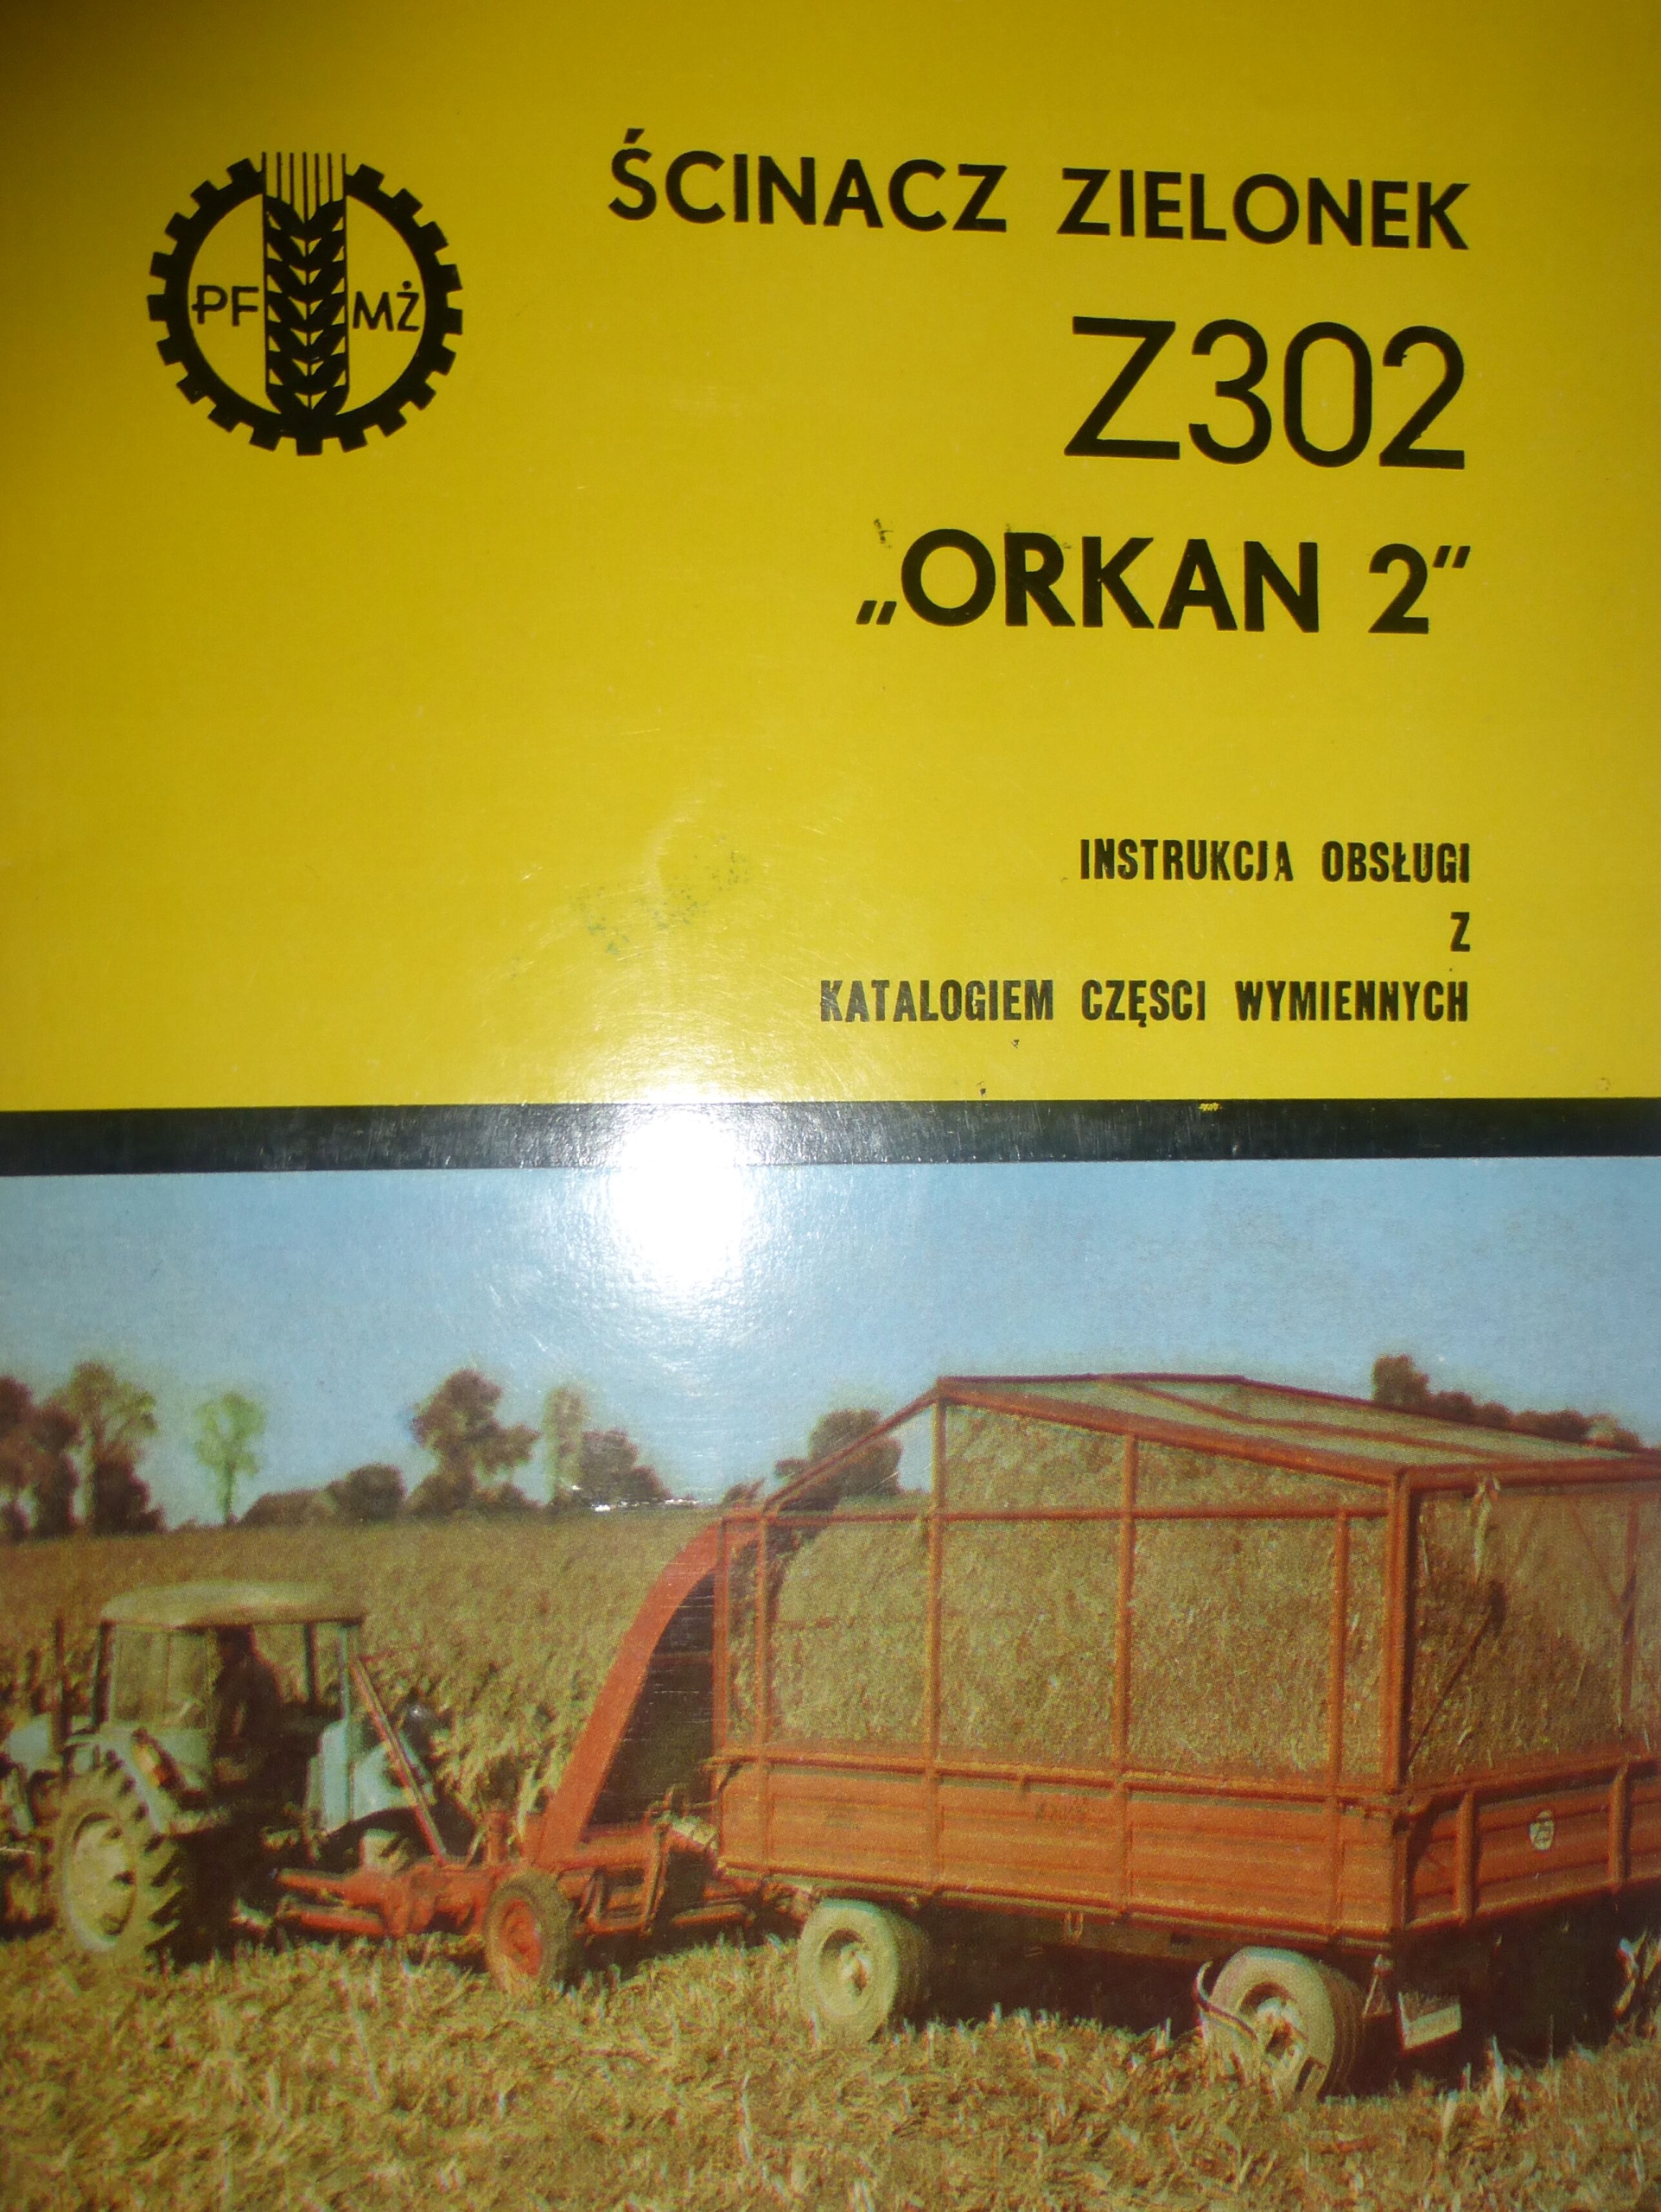 PF MŻ
ŚCINACZ ZIELONEK
Z302
„ORKAN 2”
INSTRUKCJA OBSŁUGI
Z
KATALOGIEM CZĘSCI WYMIENNYCH